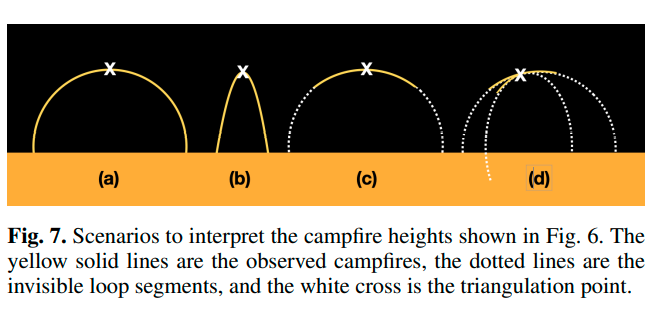 (a)
(b)
(c)
(d)
Fig. 7. Scenarios to interpret the campfire heights shown in Fig. 6. The
yellow solid lines are the observed campfires, the dotted lines are the
invisible loop segments, and the white cross is the triangulation point.